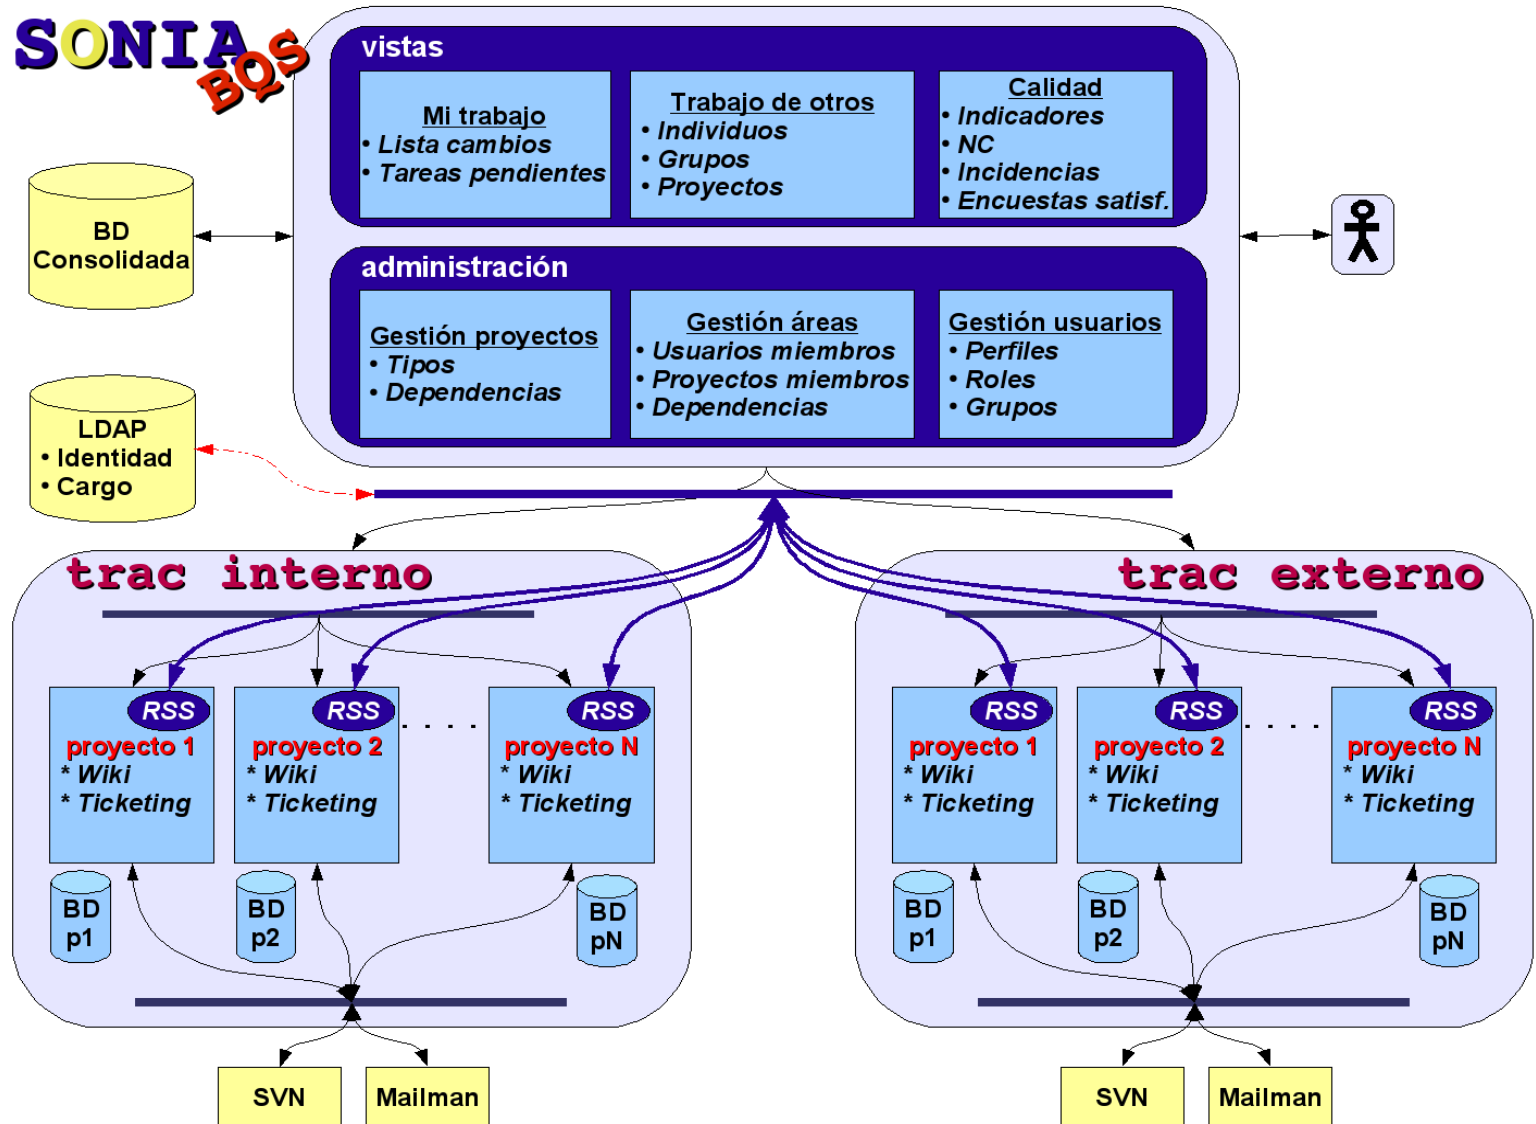 SONIA
BQS
vistas
Mi trabajo
• Lista cambios
• Tareas pendientes
Trabajo de otros
• Individuos
• Grupos
• Proyectos
Calidad
• Indicadores
• NC
• Incidencias
• Encuestas satisf.
BD
Consolidada
administración
Gestión proyectos
• Tipos
• Dependencias
Gestión áreas
• Usuarios miembros
• Proyectos miembros
• Dependencias
Gestión usuarios
• Perfiles
• Roles
• Grupos
LDAP
• Identidad
• Cargo
trac interno
RSS
proyecto 1
* Wiki
* Ticketing
RSS
proyecto 2
* Wiki
* Ticketing
. . . .
RSS
proyecto N
* Wiki
* Ticketing
BD
p1
BD
p2
BD
pN
SVN
Mailman
trac externo
RSS
proyecto 1
* Wiki
* Ticketing
RSS
proyecto 2
* Wiki
* Ticketing
. . . .
RSS
proyecto N
* Wiki
* Ticketing
BD
p1
BD
p2
BD
pN
SVN
Mailman